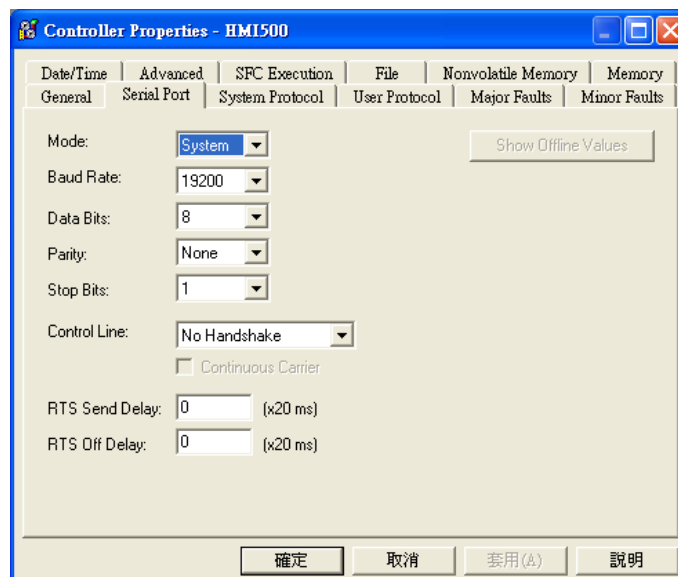 Controller Properties - HMI500
Date/Time Advanced SFC Execution File Nonvolatile Memory Memory
General Serial Port System Protocol User Protocol Major Faults Minor Faults
Mode: System Show Offline Values
Baud Rate: 19200
Data Bits: 8
Parity: None
Stop Bits: 1
Control Line: No Handshake
Continuous Carrier
RTS Send Delay: 0 (x20 ms)
RTS Off Delay: 0 (x20 ms)
確定 取消 套用(A) 說明